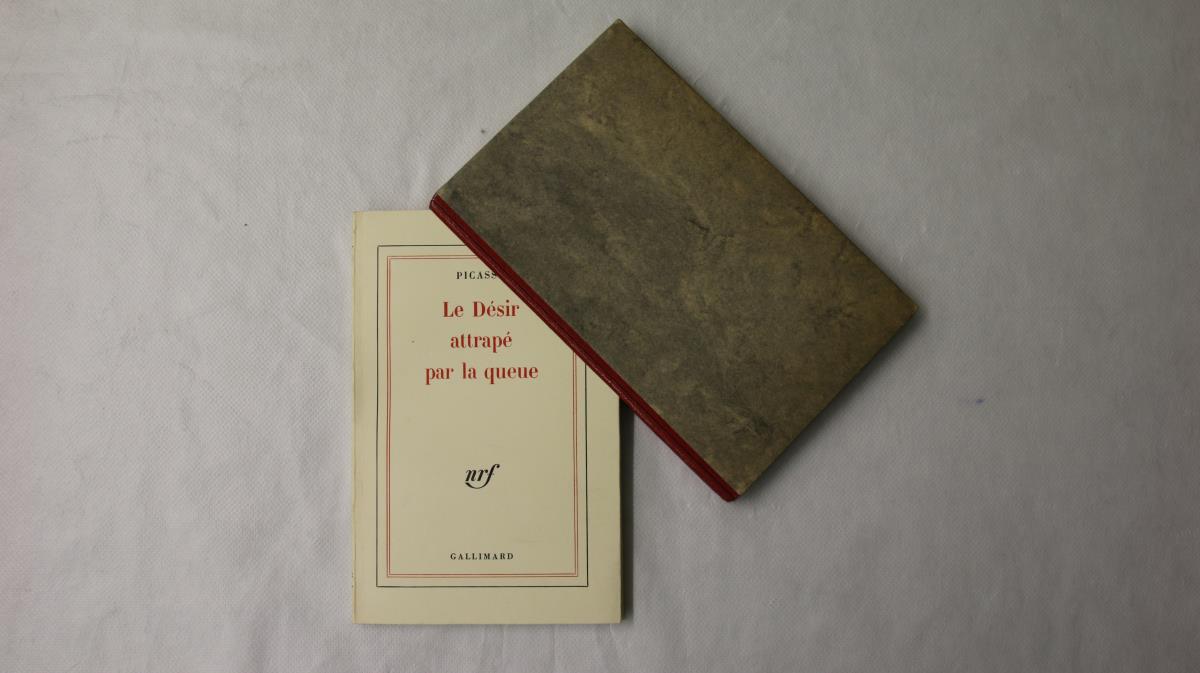 PICASS
Le Désir
attrapé
par la queue
nrf
GALLIMARD